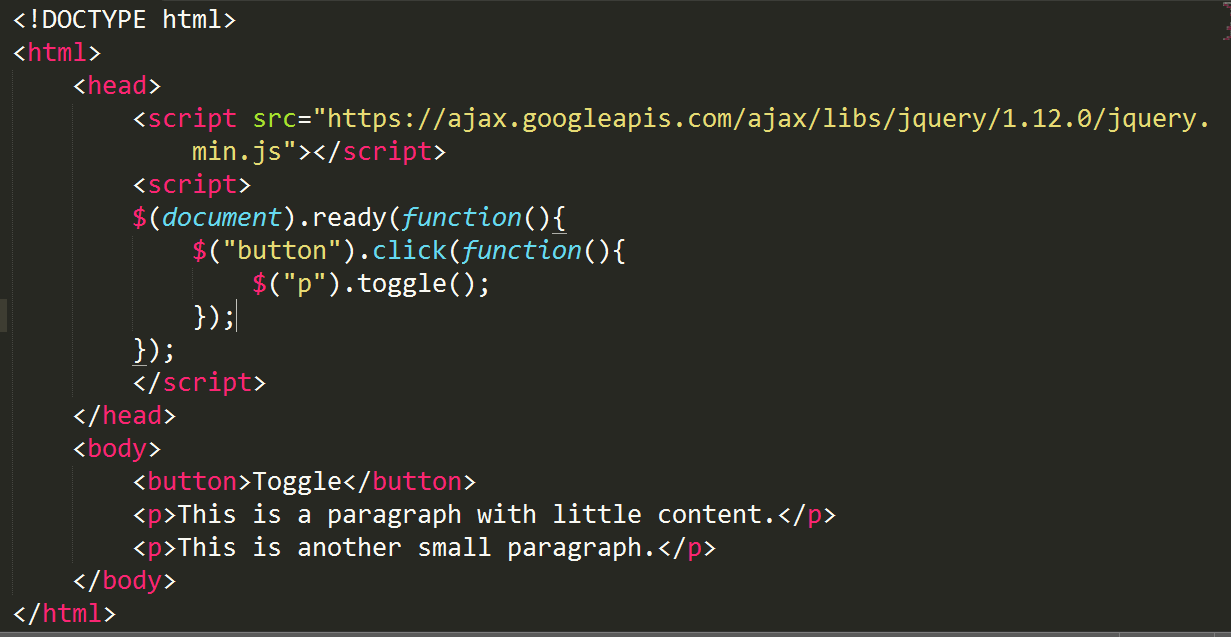 <!DOCTYPE html>
<html>
    <head>
        <script src="https://ajax.googleapis.com/ajax/libs/jquery/1.12.0/jquery.
            min.js"></script>
        <script>
        $(document).ready(function(){
            $("button").click(function(){
                $("p").toggle();
            });
        });
        </script>
    </head>
    <body>
        <button>Toggle</button>
        <p>This is a paragraph with little content.</p>
        <p>This is another small paragraph.</p>
    </body>
</html>